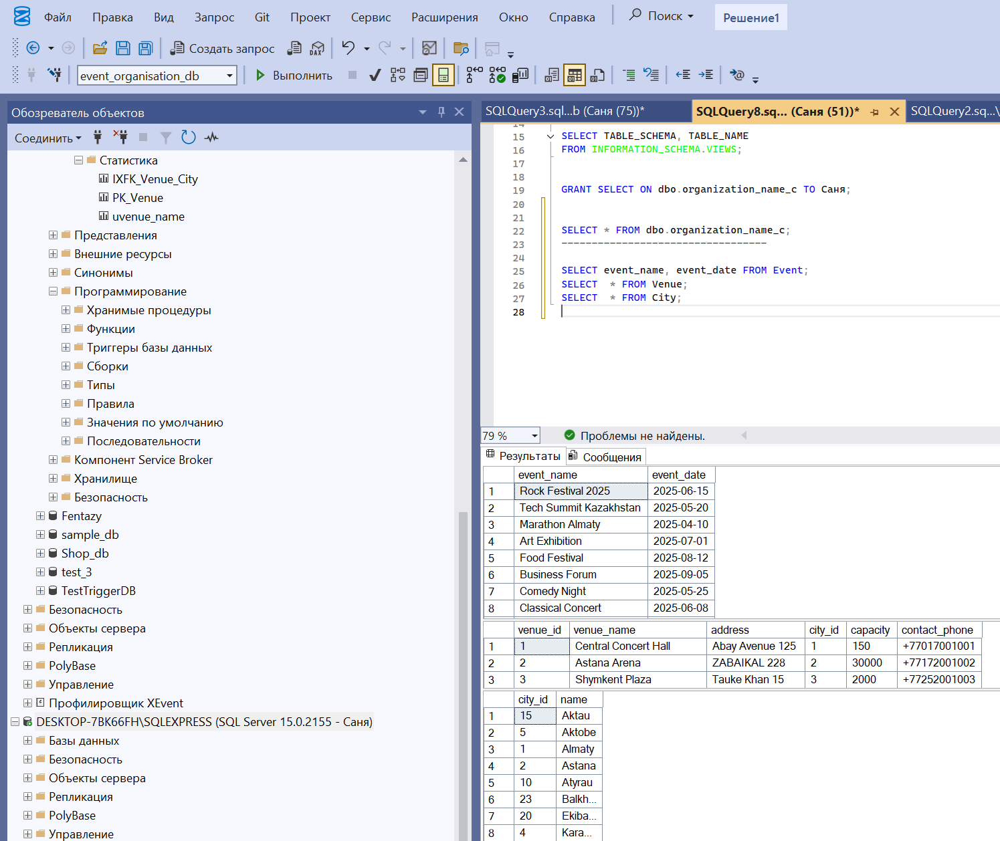 Файл Правка Вид Запрос Git Проект Сервис Расширения Окно Справка Поиск Решение1
Создать запрос DAX
event_organisation_db Выполнить
Обозреватель объектов
Соединить
Статистика
IXFK_Venue_City
PK_Venue
uvenue_name
Представления
Внешние ресурсы
Синонимы
Программирование
Хранимые процедуры
Функции
Триггеры базы данных
Сборки
Типы
Правила
Значения по умолчанию
Последовательности
Компонент Service Broker
Хранилище
Безопасность
Fentazy
sample_db
Shop_db
test_3
TestTriggerDB
Безопасность
Объекты сервера
Репликация
PolyBase
Управление
Профилировщик XEvent
DESKTOP-7BK66FH\SQLEXPRESS (SQL Server 15.0.2155 - Саня)
Базы данных
Безопасность
Объекты сервера
Репликация
PolyBase
Управление
SQLQuery3.sql...b (Саня (75))* SQLQuery8.sq... (Саня (51))* SQLQuery2.sq...\
14
15 SELECT TABLE_SCHEMA, TABLE_NAME
16 FROM INFORMATION_SCHEMA.VIEWS;
17
18
19 GRANT SELECT ON dbo.organization_name_c TO Саня;
20
21
22 SELECT * FROM dbo.organization_name_c;
23 ----------------------------------
24
25 SELECT event_name, event_date FROM Event;
26 SELECT * FROM Venue;
27 SELECT * FROM City;
28
79 % Проблемы не найдены.
Результаты Сообщения
event_name event_date
1 Rock Festival 2025 2025-06-15
2 Tech Summit Kazakhstan 2025-05-20
3 Marathon Almaty 2025-04-10
4 Art Exhibition 2025-07-01
5 Food Festival 2025-08-12
6 Business Forum 2025-09-05
7 Comedy Night 2025-05-25
8 Classical Concert 2025-06-08
venue_id venue_name address city_id capacity contact_phone
1 1 Central Concert Hall Abay Avenue 125 1 150 +77017001001
2 2 Astana Arena ZABAIKAL 228 2 30000 +77172001002
3 3 Shymkent Plaza Tauke Khan 15 3 2000 +77252001003
city_id name
1 15 Aktau
2 5 Aktobe
3 1 Almaty
4 2 Astana
5 10 Atyrau
6 23 Balkh...
7 20 Ekiba...
8 4 Kara...